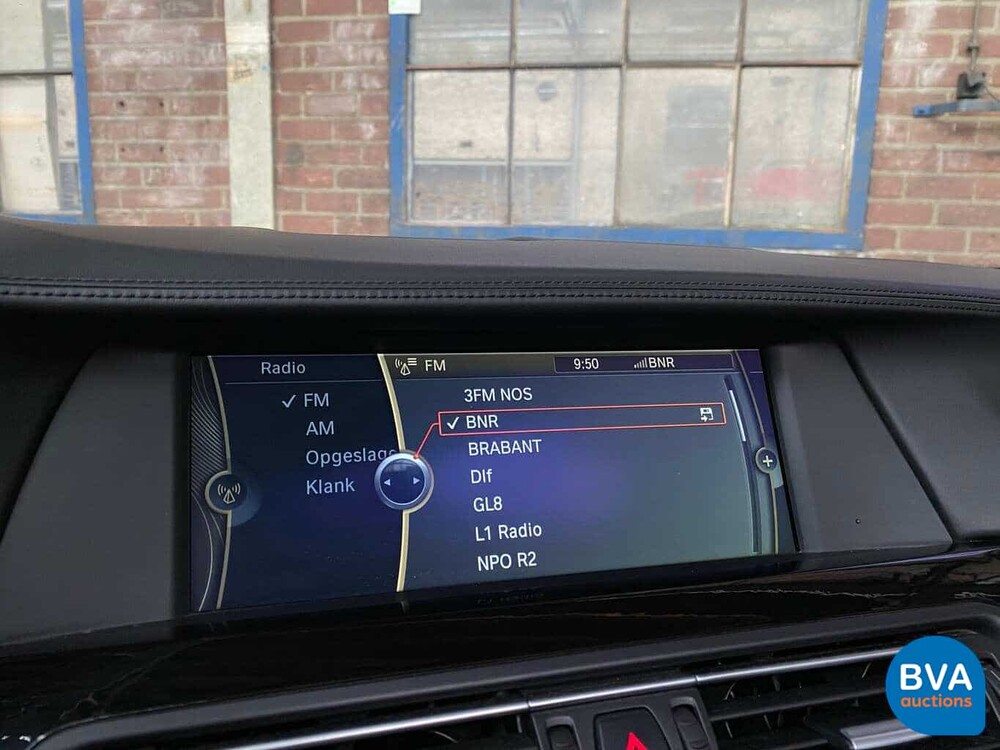 Radio
FM
9:50
BNR
FM
AM
Opgeslage
Klank
3FM NOS
BNR
BRABANT
Dlf
GL8
L1 Radio
NPO R2
BVA
auctions